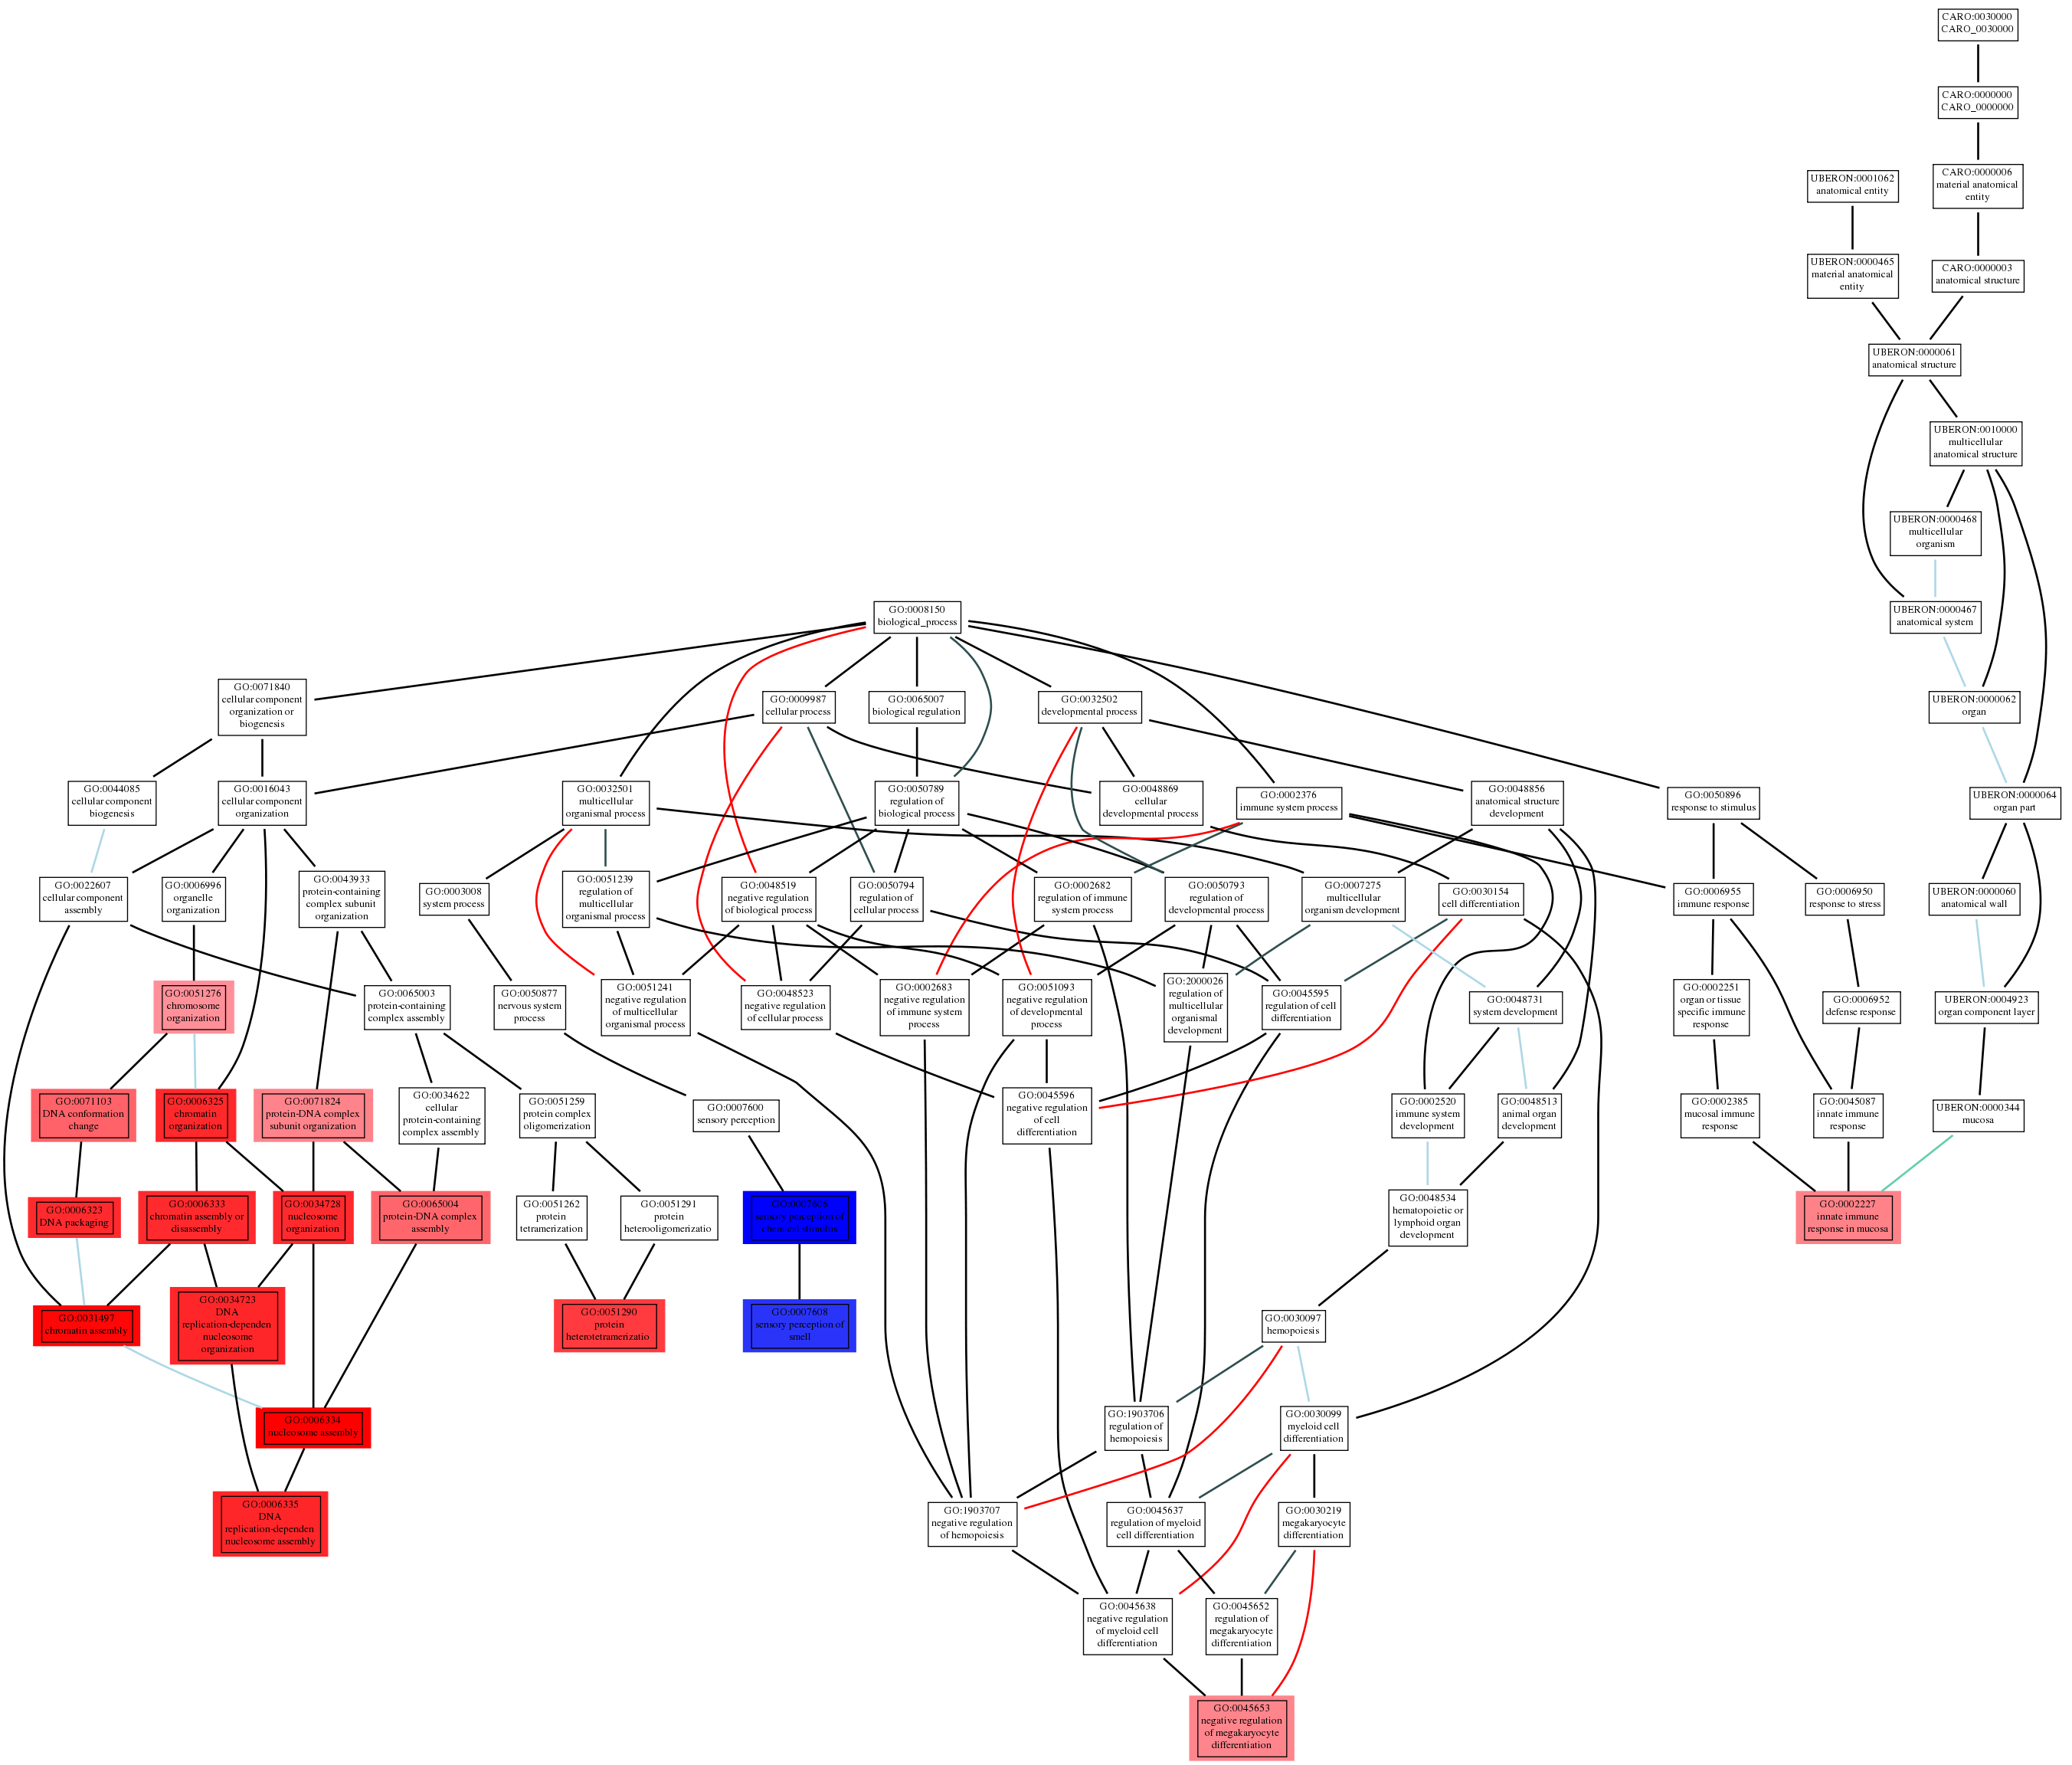 CARO:0030000
CARO_0030000
CARO:0000000
CARO_0000000
UBERON:0001062
anatomical entity
CARO:0000006
material anatomical
entity
UBERON:0000465
material anatomical
entity
CARO:0000003
anatomical structure
UBERON:0000061
anatomical structure
UBERON:0010000
multicellular
anatomical structure
UBERON:0000468
multicellular
organism
GO:0008150
biological_process
UBERON:0000467
anatomical system
GO:0071840
cellular component
organization or
biogenesis
GO:0009987
cellular process
GO:0065007
biological regulation
GO:0032502
developmental process
UBERON:0000062
organ
GO:0044085
cellular component
biogenesis
GO:0016043
cellular component
organization
GO:0032501
multicellular
organismal process
GO:0050789
regulation of
biological process
GO:0048869
cellular
developmental process
GO:0002376
immune system process
GO:0048856
anatomical structure
development
GO:0050896
response to stimulus
UBERON:0000064
organ part
GO:0022607
cellular component
assembly
GO:0006996
organelle
organization
GO:0043933
protein-containing
complex subunit
organization
GO:0003008
system process
GO:0051239
regulation of
multicellular
organismal process
GO:0048519
negative regulation
of biological process
GO:0050794
regulation of
cellular process
GO:0002682
regulation of immune
system process
GO:0050793
regulation of
developmental process
GO:0007275
multicellular
organism development
GO:0030154
cell differentiation
GO:0006955
immune response
GO:0006950
response to stress
UBERON:0000060
anatomical wall
GO:0051276
chromosome
organization
GO:0065003
protein-containing
complex assembly
GO:0050877
nervous system
process
GO:0051241
negative regulation
of multicellular
organismal process
GO:0048523
negative regulation
of cellular process
GO:0002683
negative regulation
of immune system
process
GO:0051093
negative regulation
of developmental
process
GO:2000026
regulation of
multicellular
organismal
development
GO:0045595
regulation of cell
differentiation
GO:0048731
system development
GO:0002251
organ or tissue
specific immune
response
GO:0006952
defense response
UBERON:0004923
organ component layer
GO:0071103
DNA conformation
change
GO:0006325
chromatin
organization
GO:0071824
protein-DNA complex
subunit organization
GO:0034622
cellular
protein-containing
complex assembly
GO:0051259
protein complex
oligomerization
GO:0007600
sensory perception
GO:0045596
negative regulation
of cell
differentiation
GO:0002520
immune system
development
GO:0048513
animal organ
development
GO:0002385
mucosal immune
response
GO:0045087
innate immune
response
UBERON:0000344
mucosa
GO:0006323
DNA packaging
GO:0006333
chromatin assembly or
disassembly
GO:0034728
nucleosome
organization
GO:0065004
protein-DNA complex
assembly
GO:0051262
protein
tetramerization
GO:0051291
protein
heterooligomerizatio
GO:0007606
sensory perception of
chemical stimulus
GO:0048534
hematopoietic or
lymphoid organ
development
GO:0002227
innate immune
response in mucosa
GO:0031497
chromatin assembly
GO:0034723
DNA
replication-dependen
nucleosome
organization
GO:0051290
protein
heterotetramerizatio
GO:0007608
sensory perception of
smell
GO:0030097
hemopoiesis
GO:0006334
nucleosome assembly
GO:1903706
regulation of
hemopoiesis
GO:0030099
myeloid cell
differentiation
GO:0006335
DNA
replication-dependen
nucleosome assembly
GO:1903707
negative regulation
of hemopoiesis
GO:0045637
regulation of myeloid
cell differentiation
GO:0030219
megakaryocyte
differentiation
GO:0045638
negative regulation
of myeloid cell
differentiation
GO:0045652
regulation of
megakaryocyte
differentiation
GO:0045653
negative regulation
of megakaryocyte
differentiation